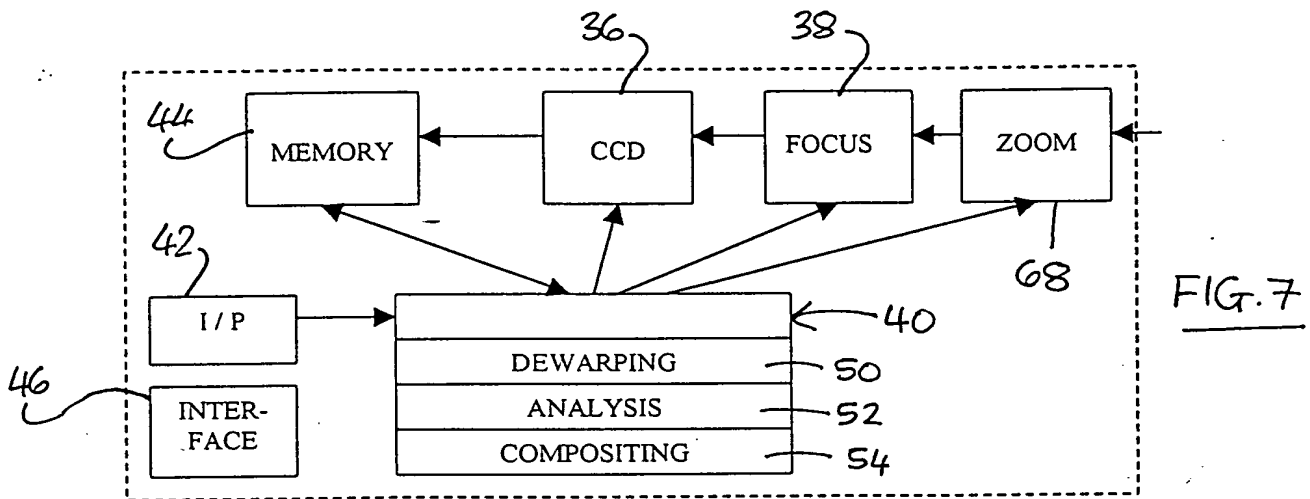 36
38
44
MEMORY
CCD
FOCUS
ZOOM
42
68
I / P
40
FIG. 7
DEWARPING
50
46
INTER-
FACE
ANALYSIS
52
COMPOSITING
54